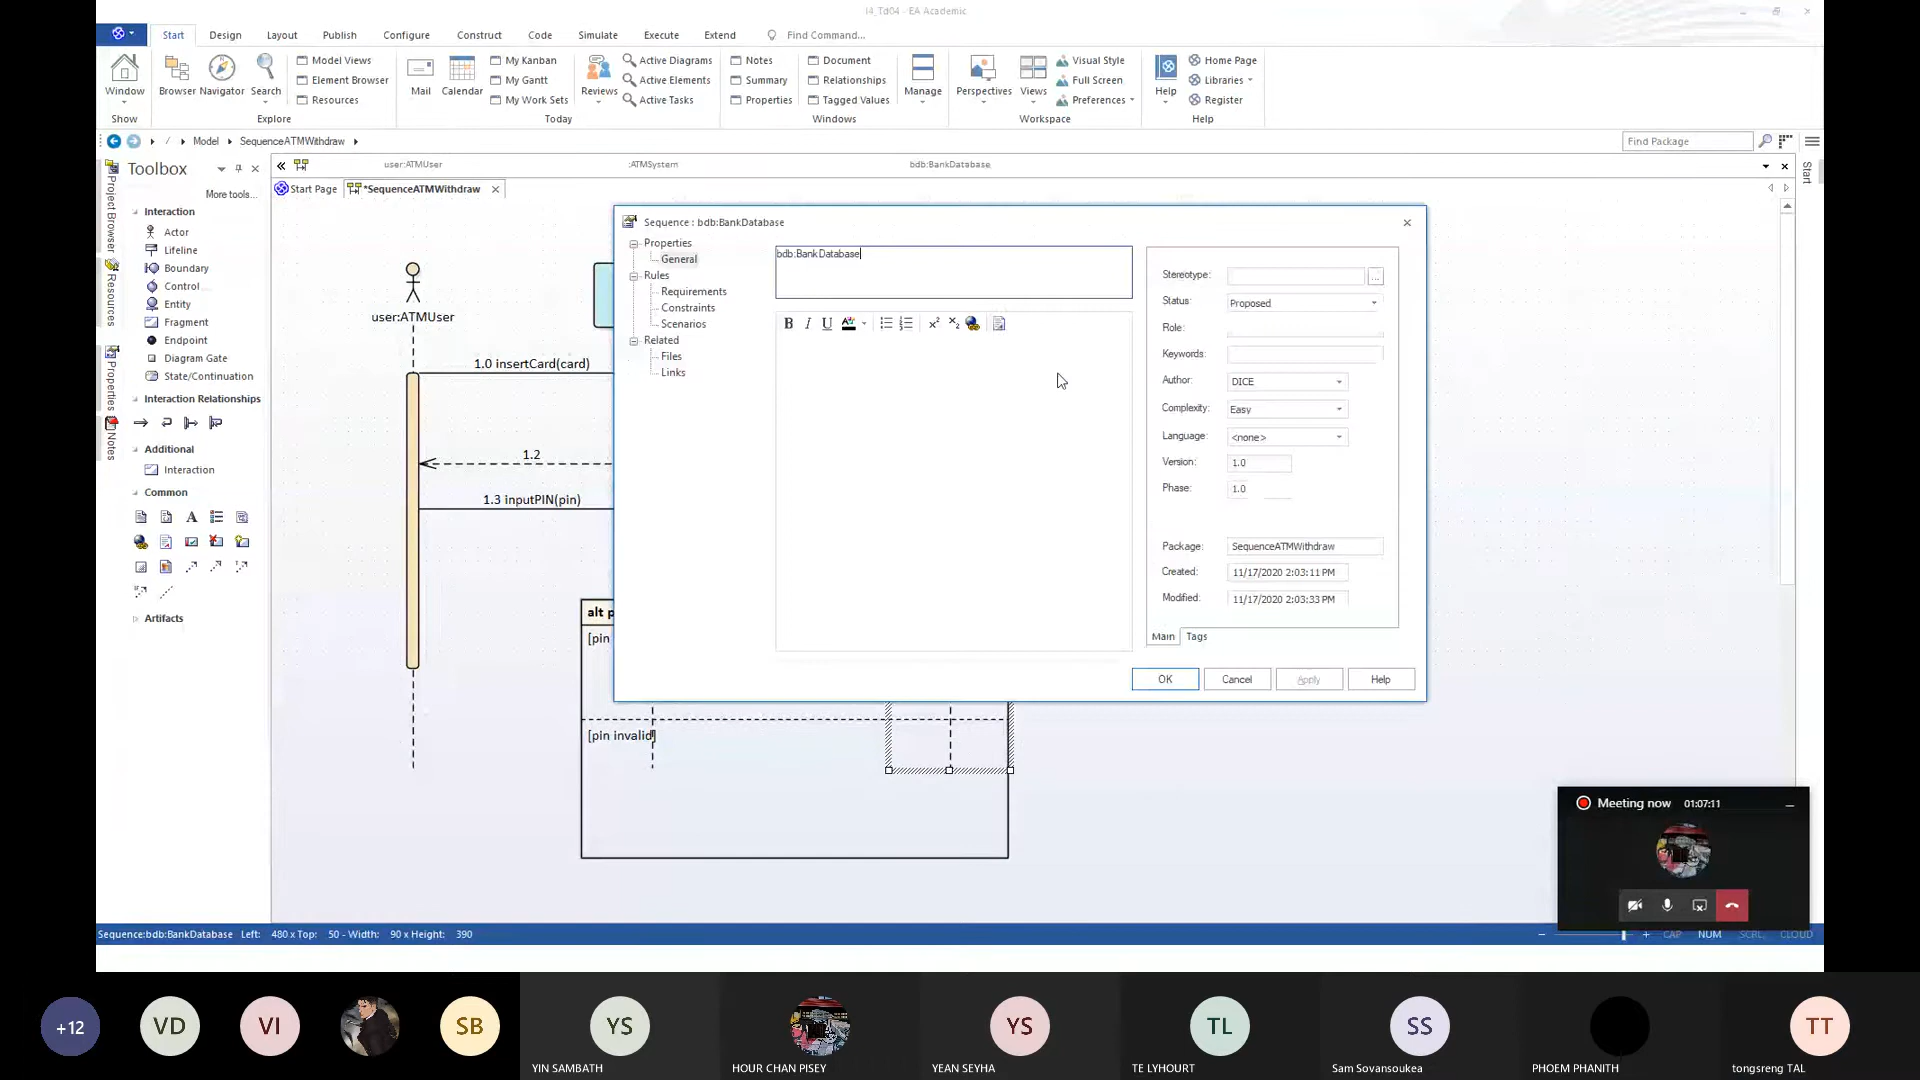 I4_Td04 - EA Academic
Start Design Layout Publish Configure Construct Code Simulate Execute Extend Find Command...
Model Views My Kanban Active Diagrams Notes Document Visual Style Home Page
Element Browser My Gantt Active Elements Summary Relationships Full Screen Libraries
Window Browser Navigator Search Mail Calendar Reviews Manage Perspectives Views Help
Resources My Work Sets Active Tasks Properties Tagged Values Preferences Register
Show Explore Today Windows Workspace Help
Model SequenceATMWithdraw Find Package
Toolbox
user:ATMUser :ATMSystem bdb:BankDatabase
Start Page *SequenceATMWithdraw
More tools...
Project Browser
Resources
Properties
Notes
Start
Interaction
Actor
Lifeline
Boundary
Control
Entity
Fragment
Endpoint
Diagram Gate
State/Continuation
Interaction Relationships
Additional
Interaction
Common
Artifacts
user:ATMUser
1.0 insertCard(card)
1.2
1.3 inputPIN(pin)
alt p
[pin
[pin invalid]
Sequence : bdb:BankDatabase
Properties
General
Rules
Requirements
Constraints
Scenarios
Related
Files
Links
bdb:BankDatabase
B I U
Stereotype: ...
Status: Proposed
Role:
Keywords:
Author: DICE
Complexity: Easy
Language: <none>
Version: 1.0
Phase: 1.0
Package: SequenceATMWithdraw
Created: 11/17/2020 2:03:11 PM
Modified: 11/17/2020 2:03:33 PM
Main Tags
OK Cancel Apply Help
Meeting now 01:07:11
Sequence:bdb:BankDatabase Left: 480 x Top: 50 - Width: 90 x Height: 390
CAP NUM SCRL CLOUD
+12 VD VI SB YS YS TL SS TT
YIN SAMBATH HOUR CHAN PISEY YEAN SEYHA TE LYHOURT Sam Sovansoukea PHOEM PHANITH tongsreng TAL